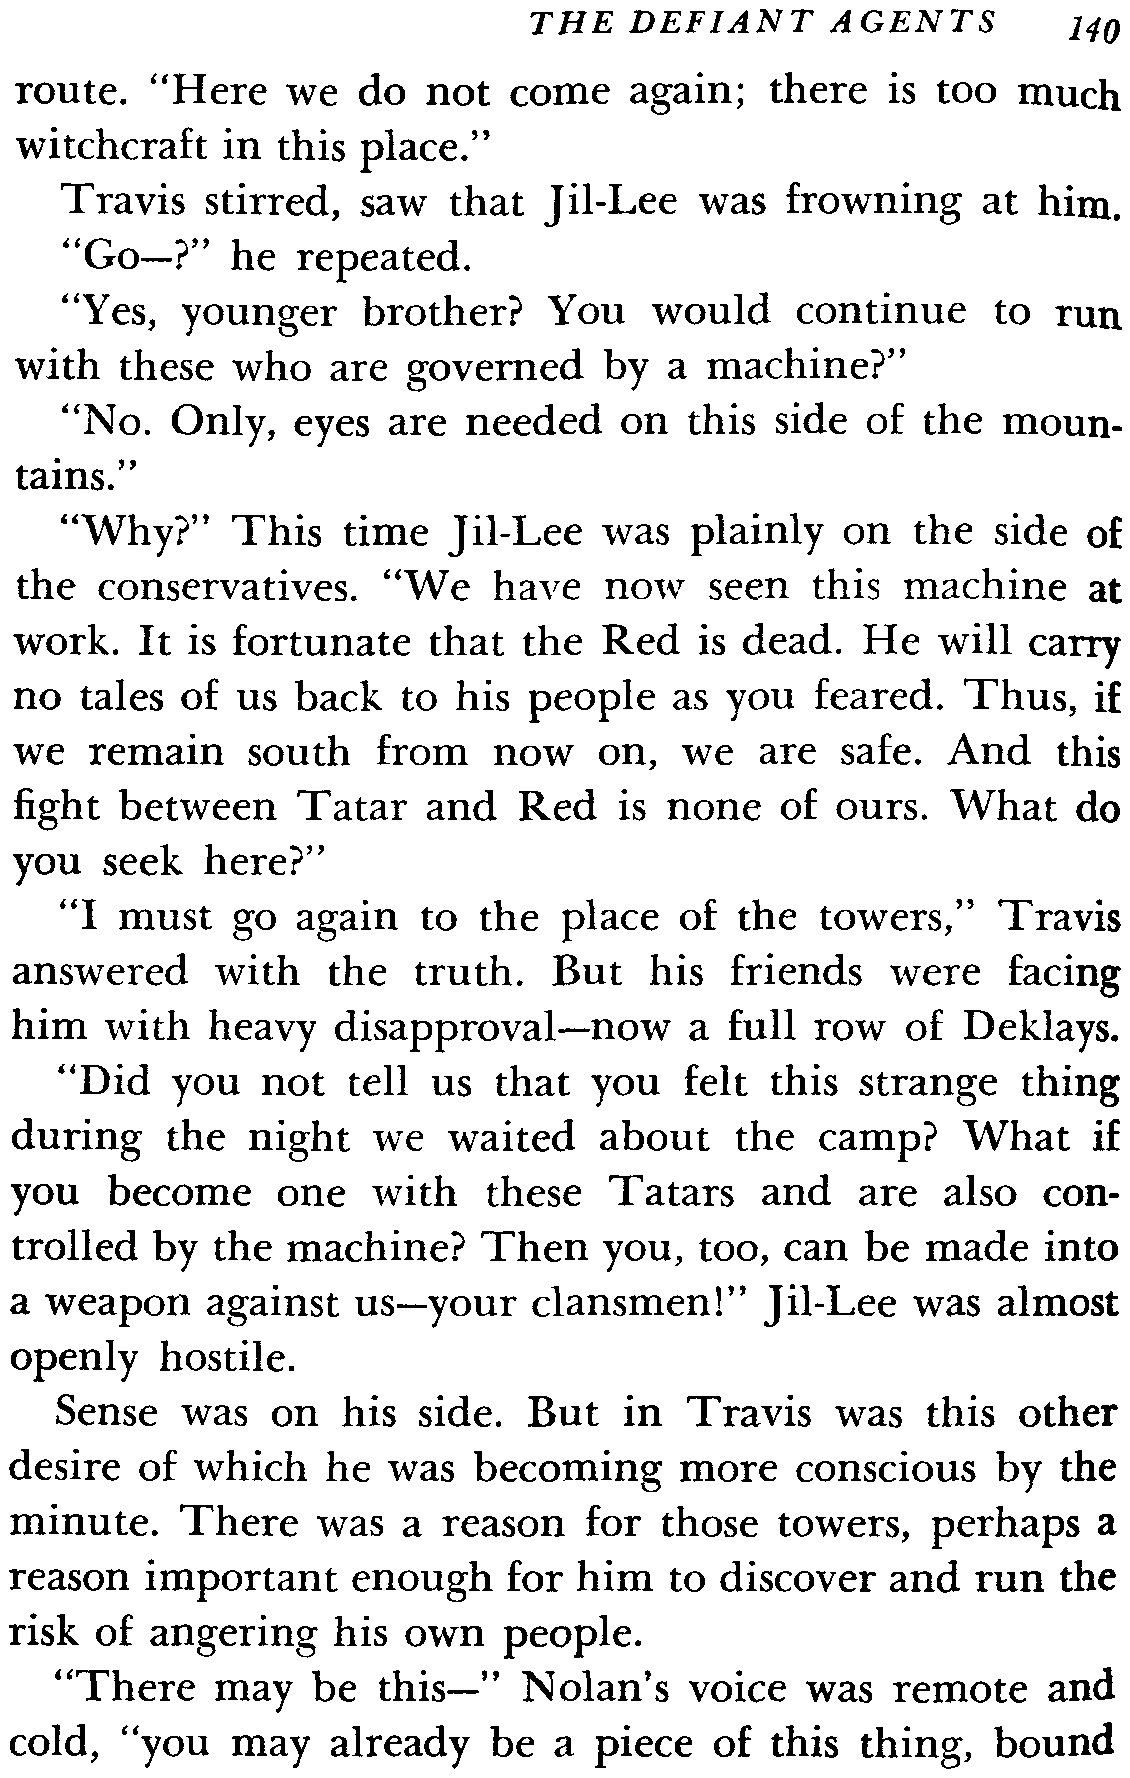 THE DEFIANT AGENTS 140
route. “Here we do not come again; there is too much
witchcraft in this place.”
Travis stirred, saw that Jil-Lee was frowning at him.
“Go—?” he repeated.
“Yes, younger brother? You would continue to run
with these who are governed by a machine?”
“No. Only, eyes are needed on this side of the moun-
tains.”
“Why?” This time Jil-Lee was plainly on the side of
the conservatives. “We have now seen this machine at
work. It is fortunate that the Red is dead. He will carry
no tales of us back to his people as you feared. Thus, if
we remain south from now on, we are safe. And this
fight between Tatar and Red is none of ours. What do
you seek here?”
“I must go again to the place of the towers,” Travis
answered with the truth. But his friends were facing
him with heavy disapproval—now a full row of Deklays.
“Did you not tell us that you felt this strange thing
during the night we waited about the camp? What if
you become one with these Tatars and are also con-
trolled by the machine? Then you, too, can be made into
a weapon against us—your clansmen!” Jil-Lee was almost
openly hostile.
Sense was on his side. But in Travis was this other
desire of which he was becoming more conscious by the
minute. There was a reason for those towers, perhaps a
reason important enough for him to discover and run the
risk of angering his own people.
“There may be this—” Nolan's voice was remote and
cold, “you may already be a piece of this thing, bound